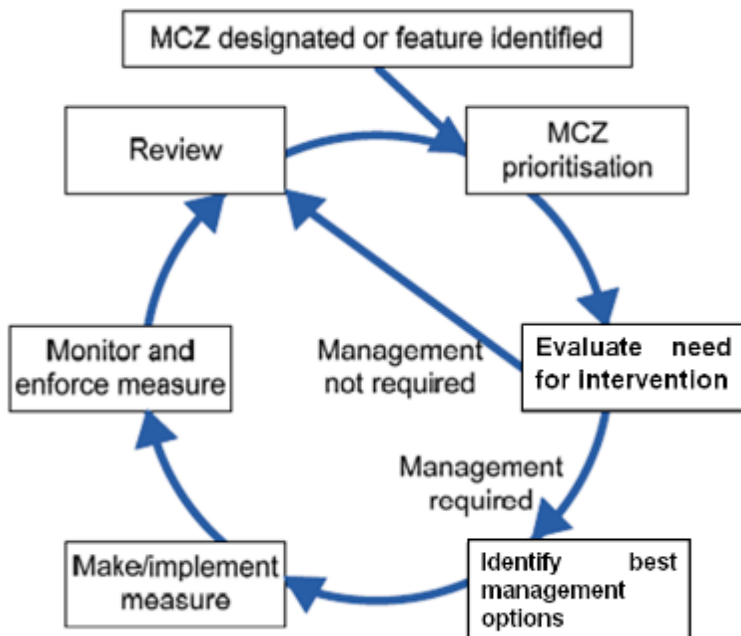 MCZ designated or feature identified
Review
MCZ
prioritisation
Evaluate need
for intervention
Management
not required
Monitor and
enforce measure
Management
required
Identify best
management
options
Make/implement
measure